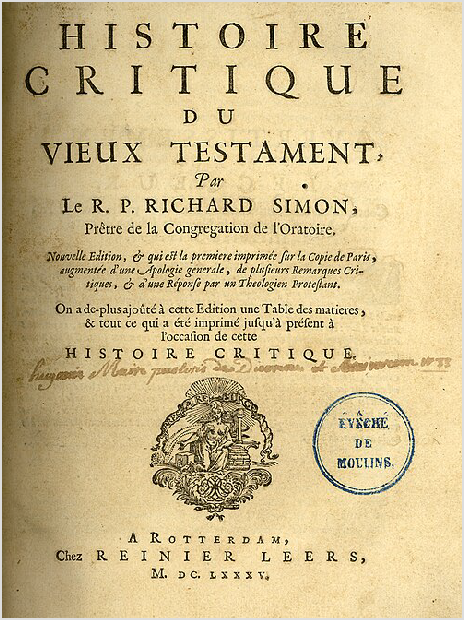 HISTOIRE
CRITIQUE
DU
VIEUX TESTAMENT,
Par
Le R. P. RICHARD SIMON,
Prêtre de la Congregation de l'Oratoire.
Nouvelle Edition, & qui est la premiere imprimée sur la Copie de Paris,
augmentée d'une Apologie generale, de plusieurs Remarques Cri-
tiques, & d'une Réponse par un Theologien Protestant.
On a de-plus ajoûté à cette Edition une Table des matieres,
& tout ce qui a été imprimé jusqu'à présent à
l'occasion de cette
HISTOIRE CRITIQUE.
ÉVÊCHÉ
DE
MOULINS
A ROTTERDAM,
Chez REINIER LEERS,
M. DC. LXXXV.